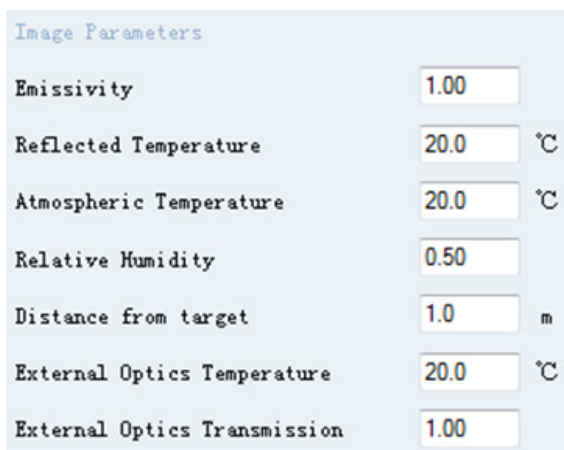 Image Parameters
Emissivity 1.00
Reflected Temperature 20.0 °C
Atmospheric Temperature 20.0 °C
Relative Humidity 0.50
Distance from target 1.0 m
External Optics Temperature 20.0 °C
External Optics Transmission 1.00